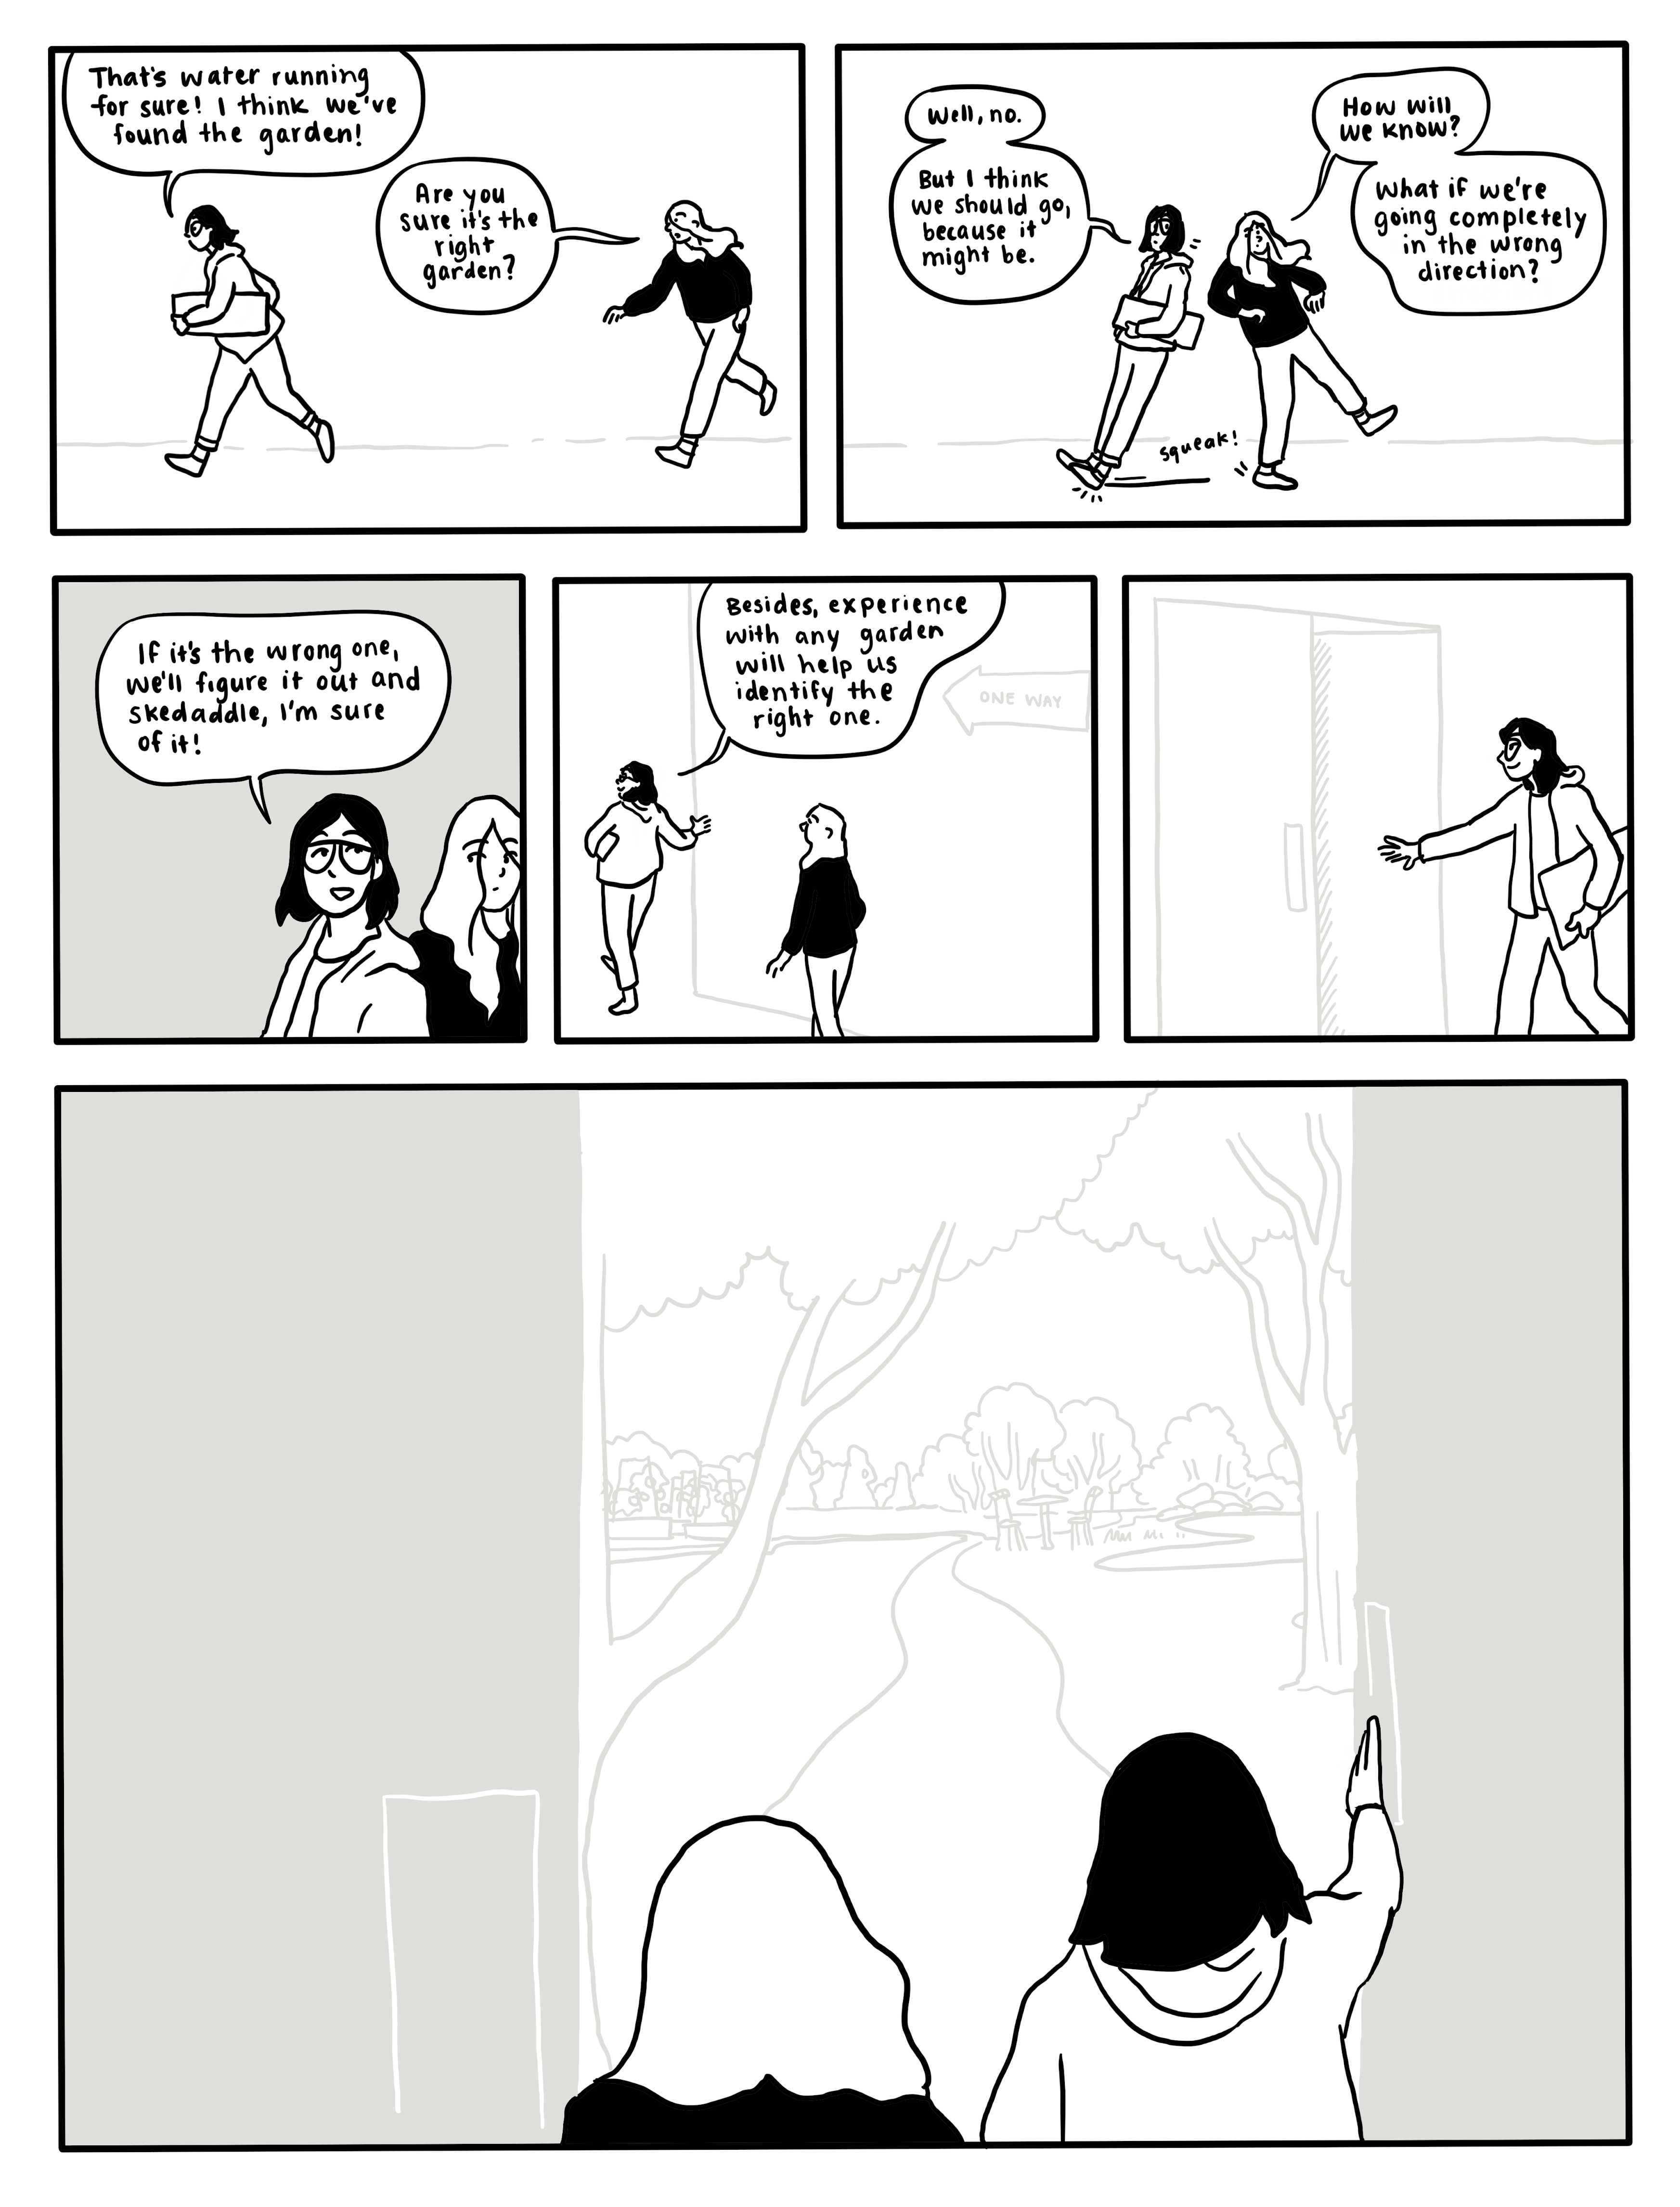 That's water running
for sure! I think we've
found the garden!
Are you
sure it's the
right
garden?
Well, no.
But I think
we should go,
because it
might be.
How will
we know?
What if we're
going completely
in the wrong
direction?
squeak!
If it's the wrong one,
we'll figure it out and
skedaddle, I'm sure
of it!
Besides, experience
with any garden
will help us
identify the
right one.
ONE WAY